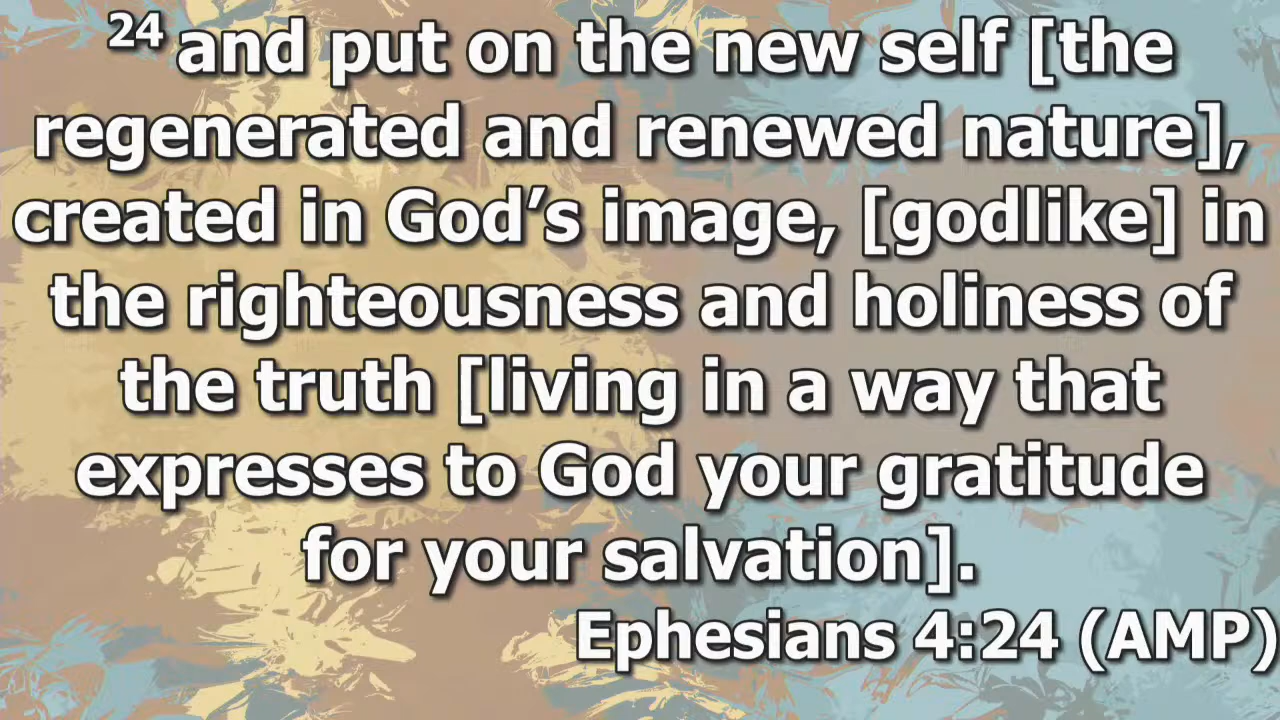 24 and put on the new self [the
regenerated and renewed nature],
created in God’s image, [godlike] in
the righteousness and holiness of
the truth [living in a way that
expresses to God your gratitude
for your salvation].
Ephesians 4:24 (AMP)